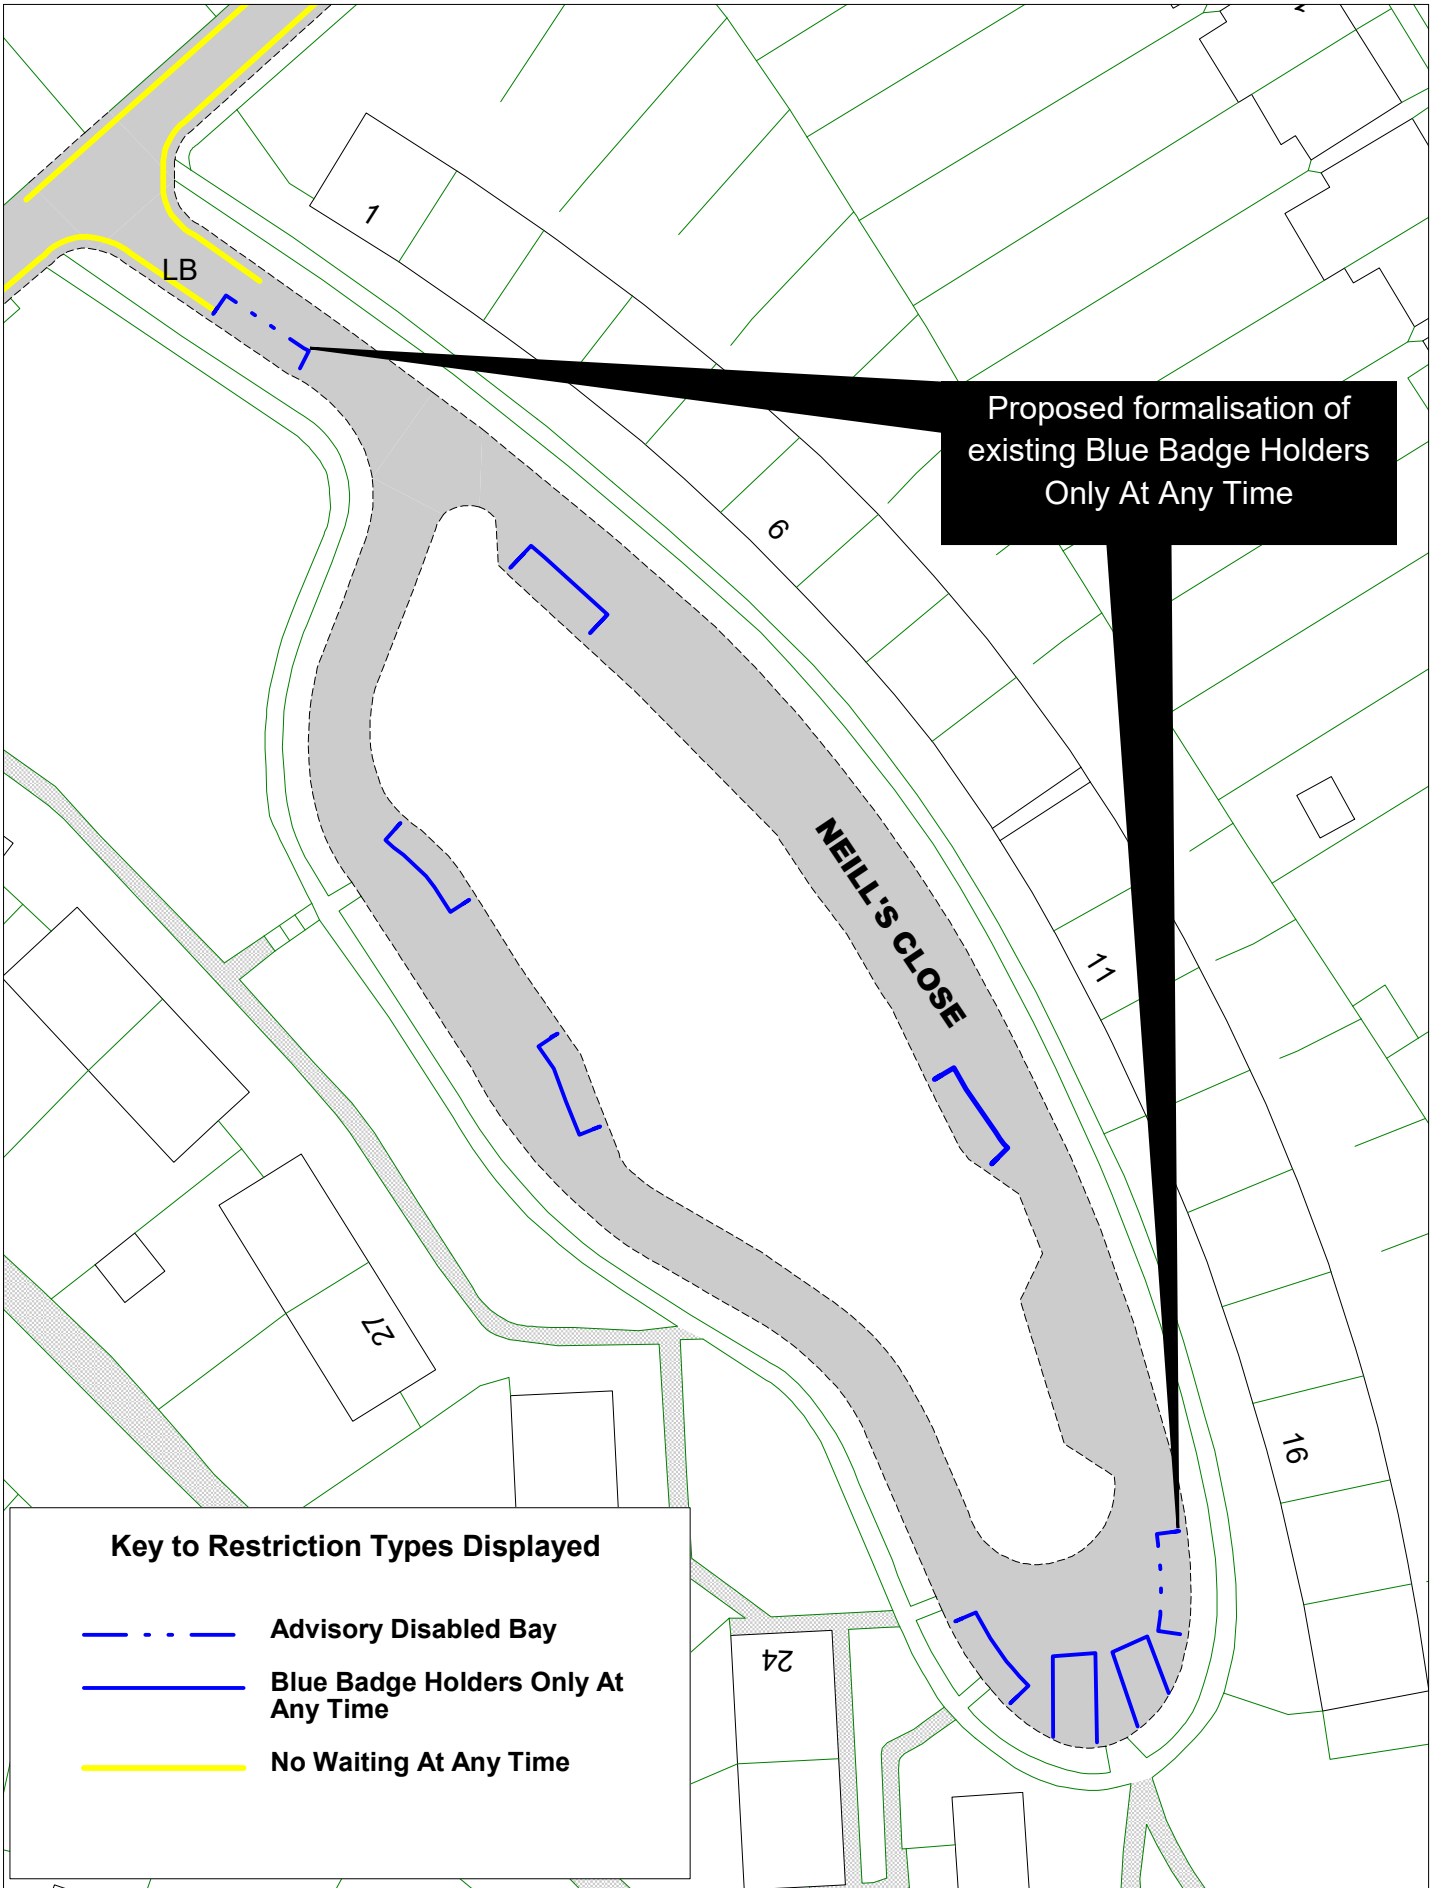 1
LB
Proposed formalisation of
existing Blue Badge Holders
Only At Any Time
6
NEILL'S CLOSE
11
27
16
Key to Restriction Types Displayed
Advisory Disabled Bay
Blue Badge Holders Only At
Any Time
No Waiting At Any Time
24